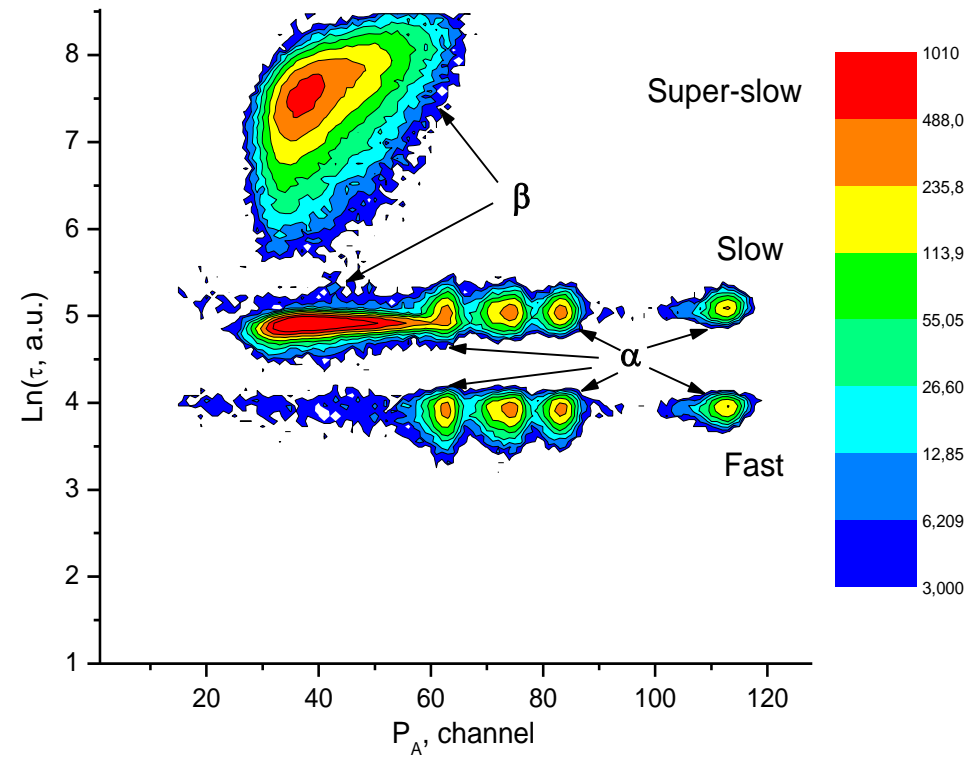 8
7
6
5
4
3
2
1
Ln(τ, a.u.)
20 40 60 80 100 120
P_A, channel
Super-slow
β
Slow
α
Fast
1010
488,0
235,8
113,9
55,05
26,60
12,85
6,209
3,000